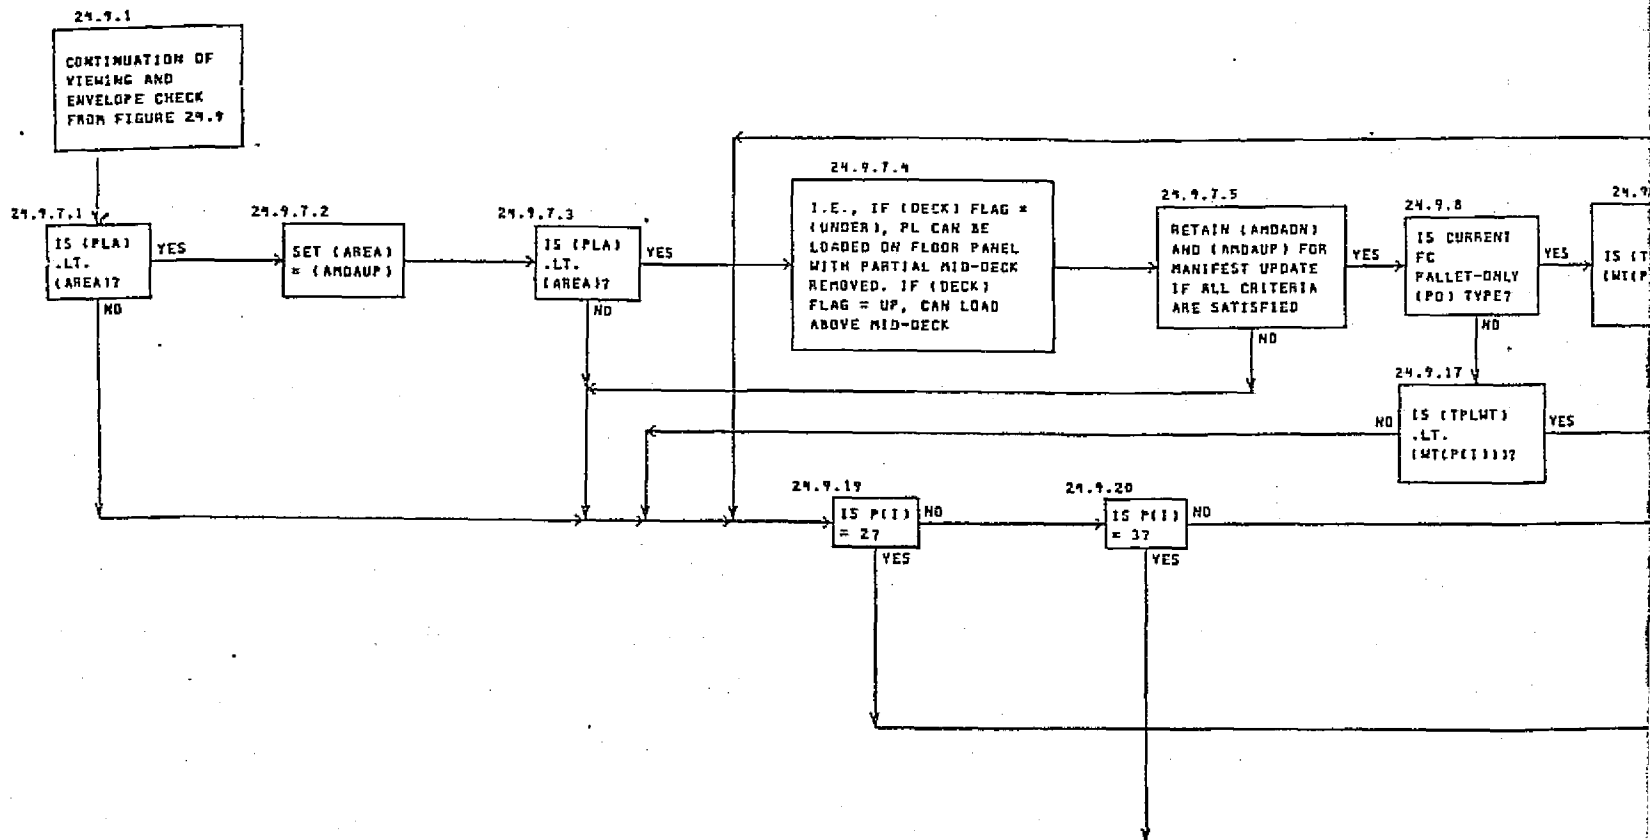 24.9.1
CONTINUATION OF
VIEWING AND
ENVELOPE CHECK
FROM FIGURE 24.9
24.9.7.1
IS (PLA)
.LT.
(AREA)?
YES
NO
24.9.7.2
SET (AREA)
= (AMDAUP)
24.9.7.3
IS (PLA)
.LT.
(AREA)?
YES
NO
24.9.7.4
I.E., IF (DECK) FLAG =
(UNDER), PL CAN BE
LOADED ON FLOOR PANEL
WITH PARTIAL MID-DECK
REMOVED. IF (DECK)
FLAG = UP, CAN LOAD
ABOVE MID-DECK
24.9.7.5
RETAIN (AMDADN)
AND (AMDAUP) FOR
MANIFEST UPDATE
IF ALL CRITERIA
ARE SATISFIED
YES
NO
24.9.8
IS CURRENT
FC
PALLET-ONLY
(PO) TYPE?
YES
NO
24.9
IS (T
(WT(P
24.9.17
IS (TPLWT)
.LT.
(WT(P(I)))?
NO
YES
24.9.19
IS P(I)
= 2?
NO
YES
24.9.20
IS P(I)
= 3?
NO
YES